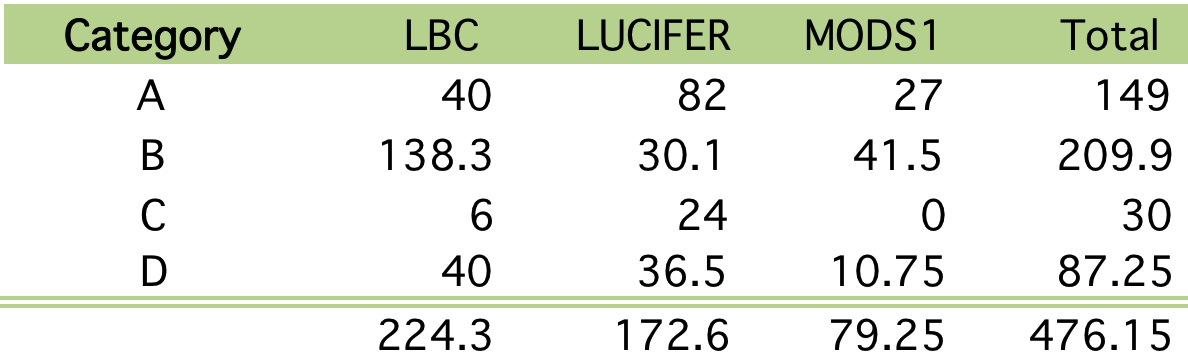 Category LBC LUCIFER MODS1 Total
A 40 82 27 149
B 138.3 30.1 41.5 209.9
C 6 24 0 30
D 40 36.5 10.75 87.25
224.3 172.6 79.25 476.15